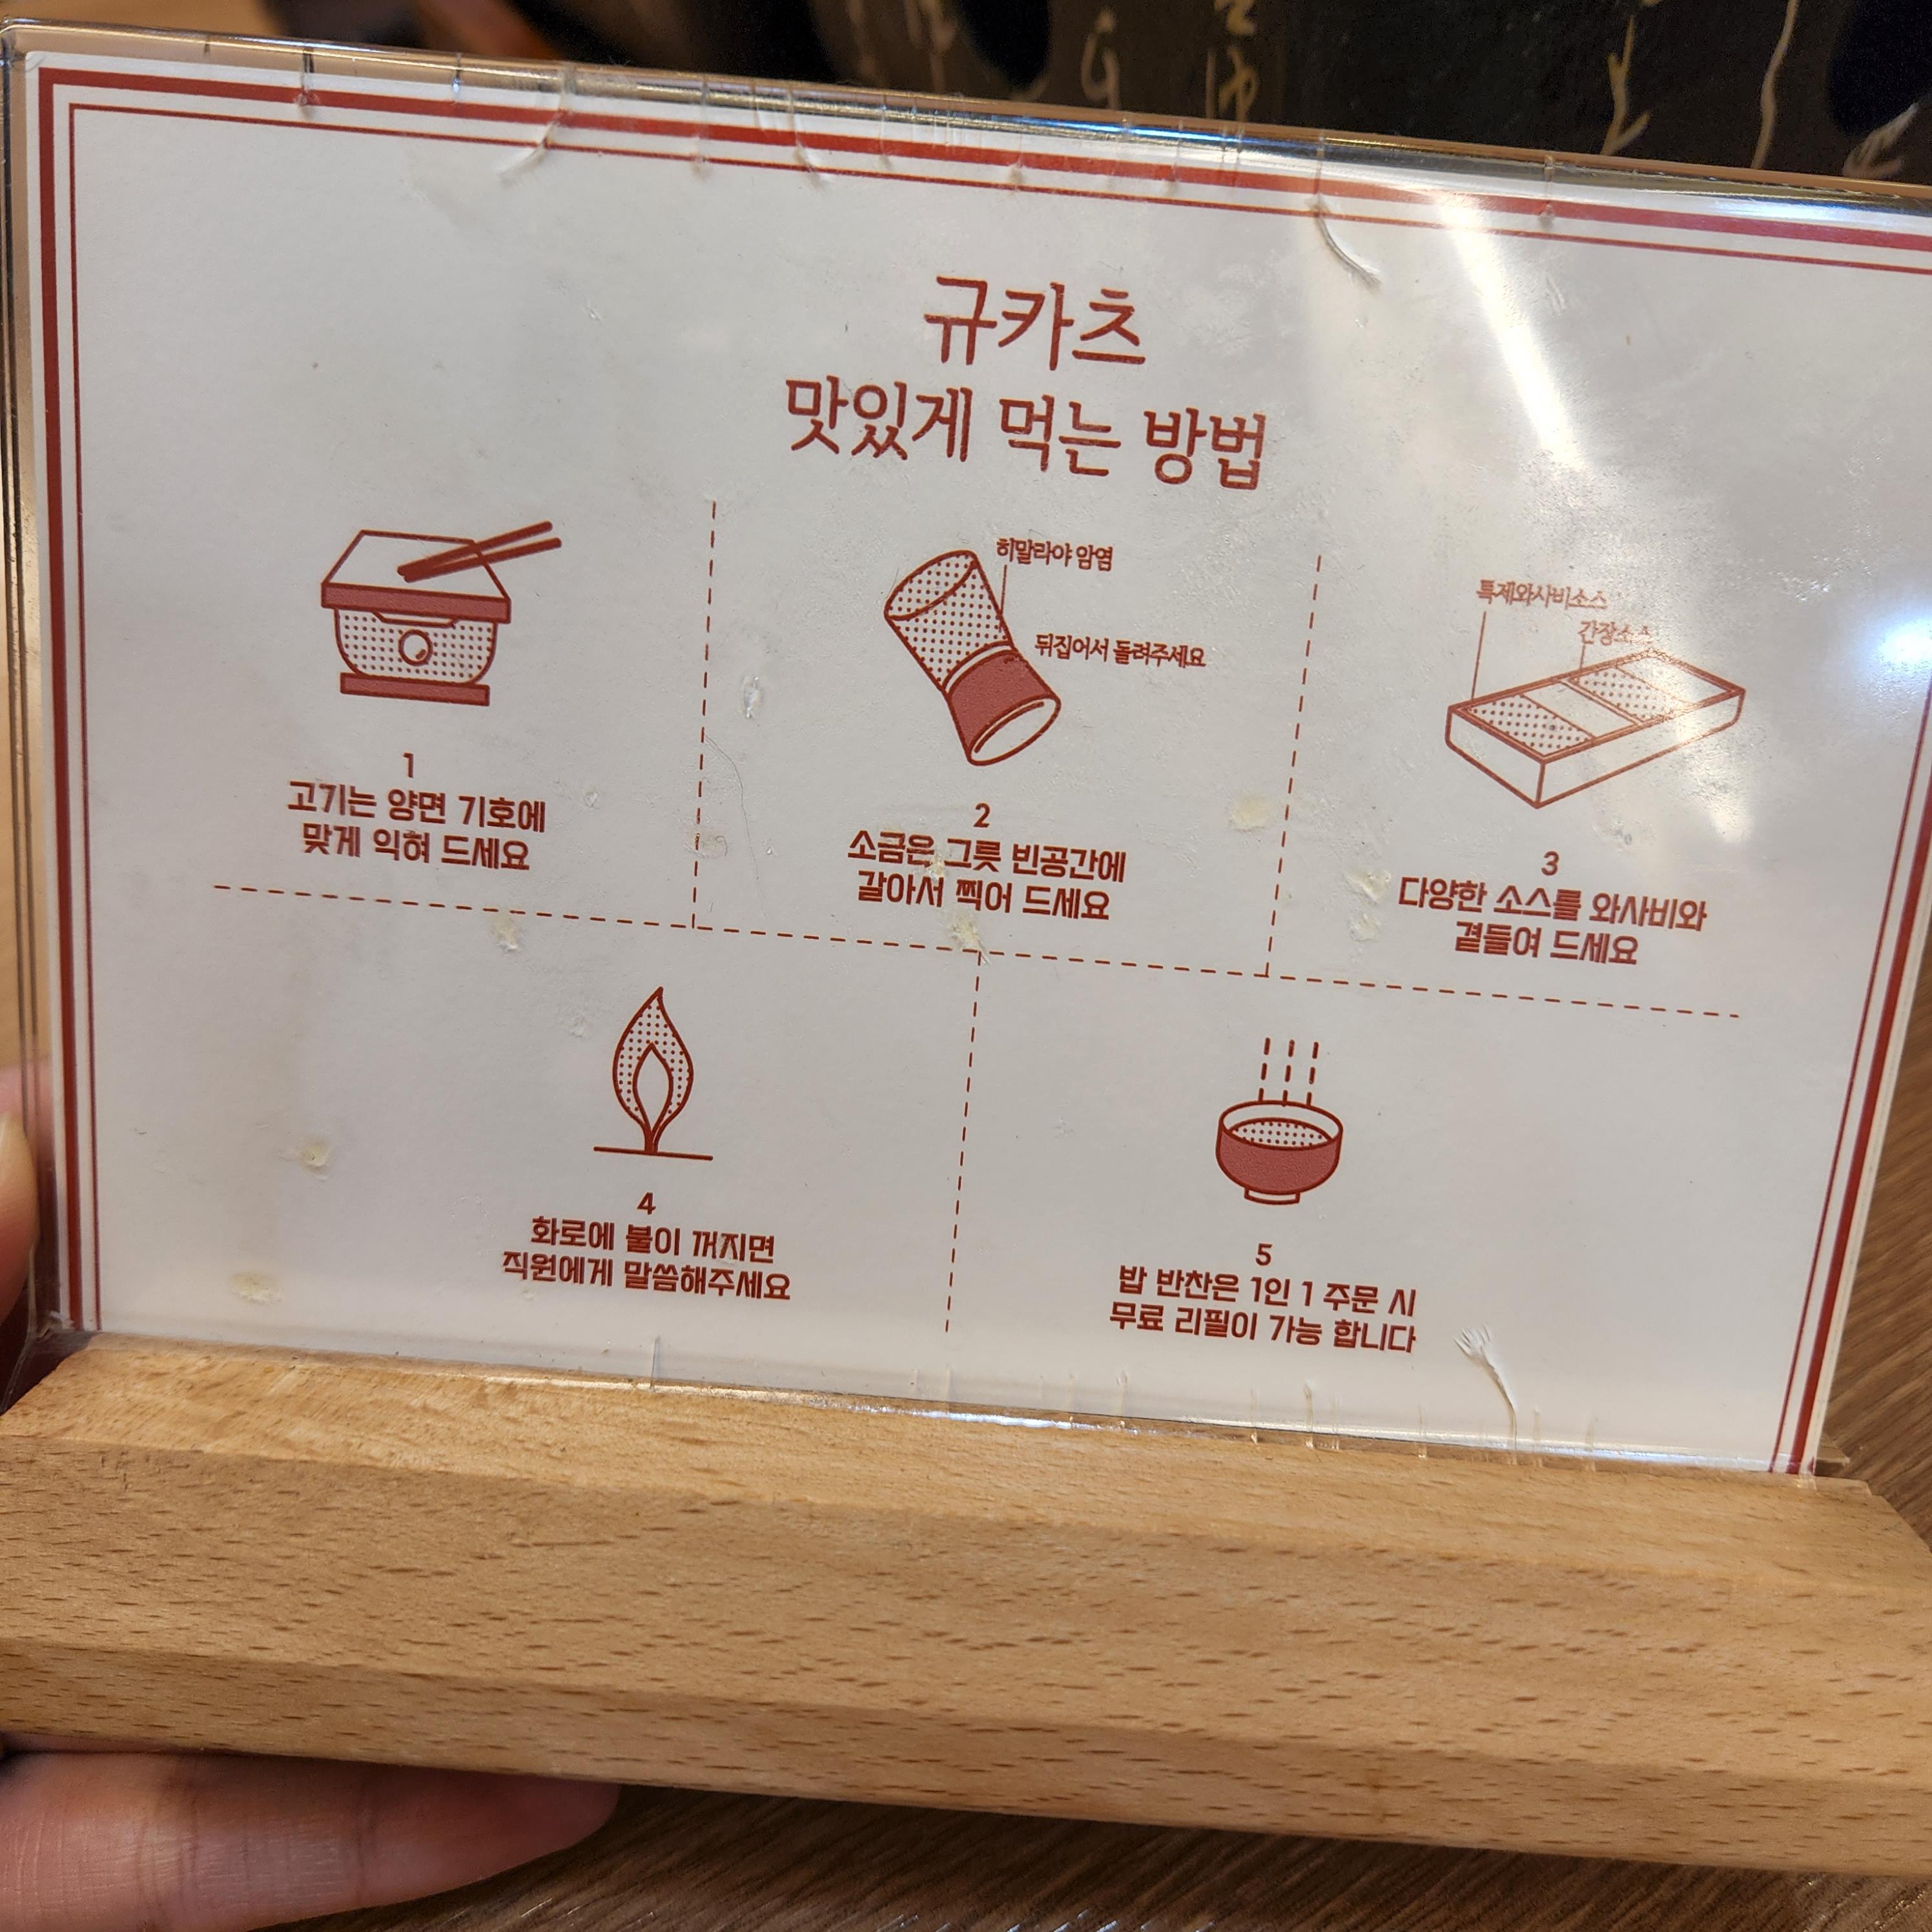 규카츠
맛있게 먹는 방법
히말라야 암염
뒤집어서 돌려주세요
특제와사비소스
간장소스
1
고기는 양면 기호에
맞게 익혀 드세요
2
소금은 그릇 빈공간에
갈아서 찍어 드세요
3
다양한 소스를 와사비와
곁들여 드세요
4
화로에 불이 꺼지면
직원에게 말씀해주세요
5
밥 반찬은 1인 1 주문 시
무료 리필이 가능 합니다